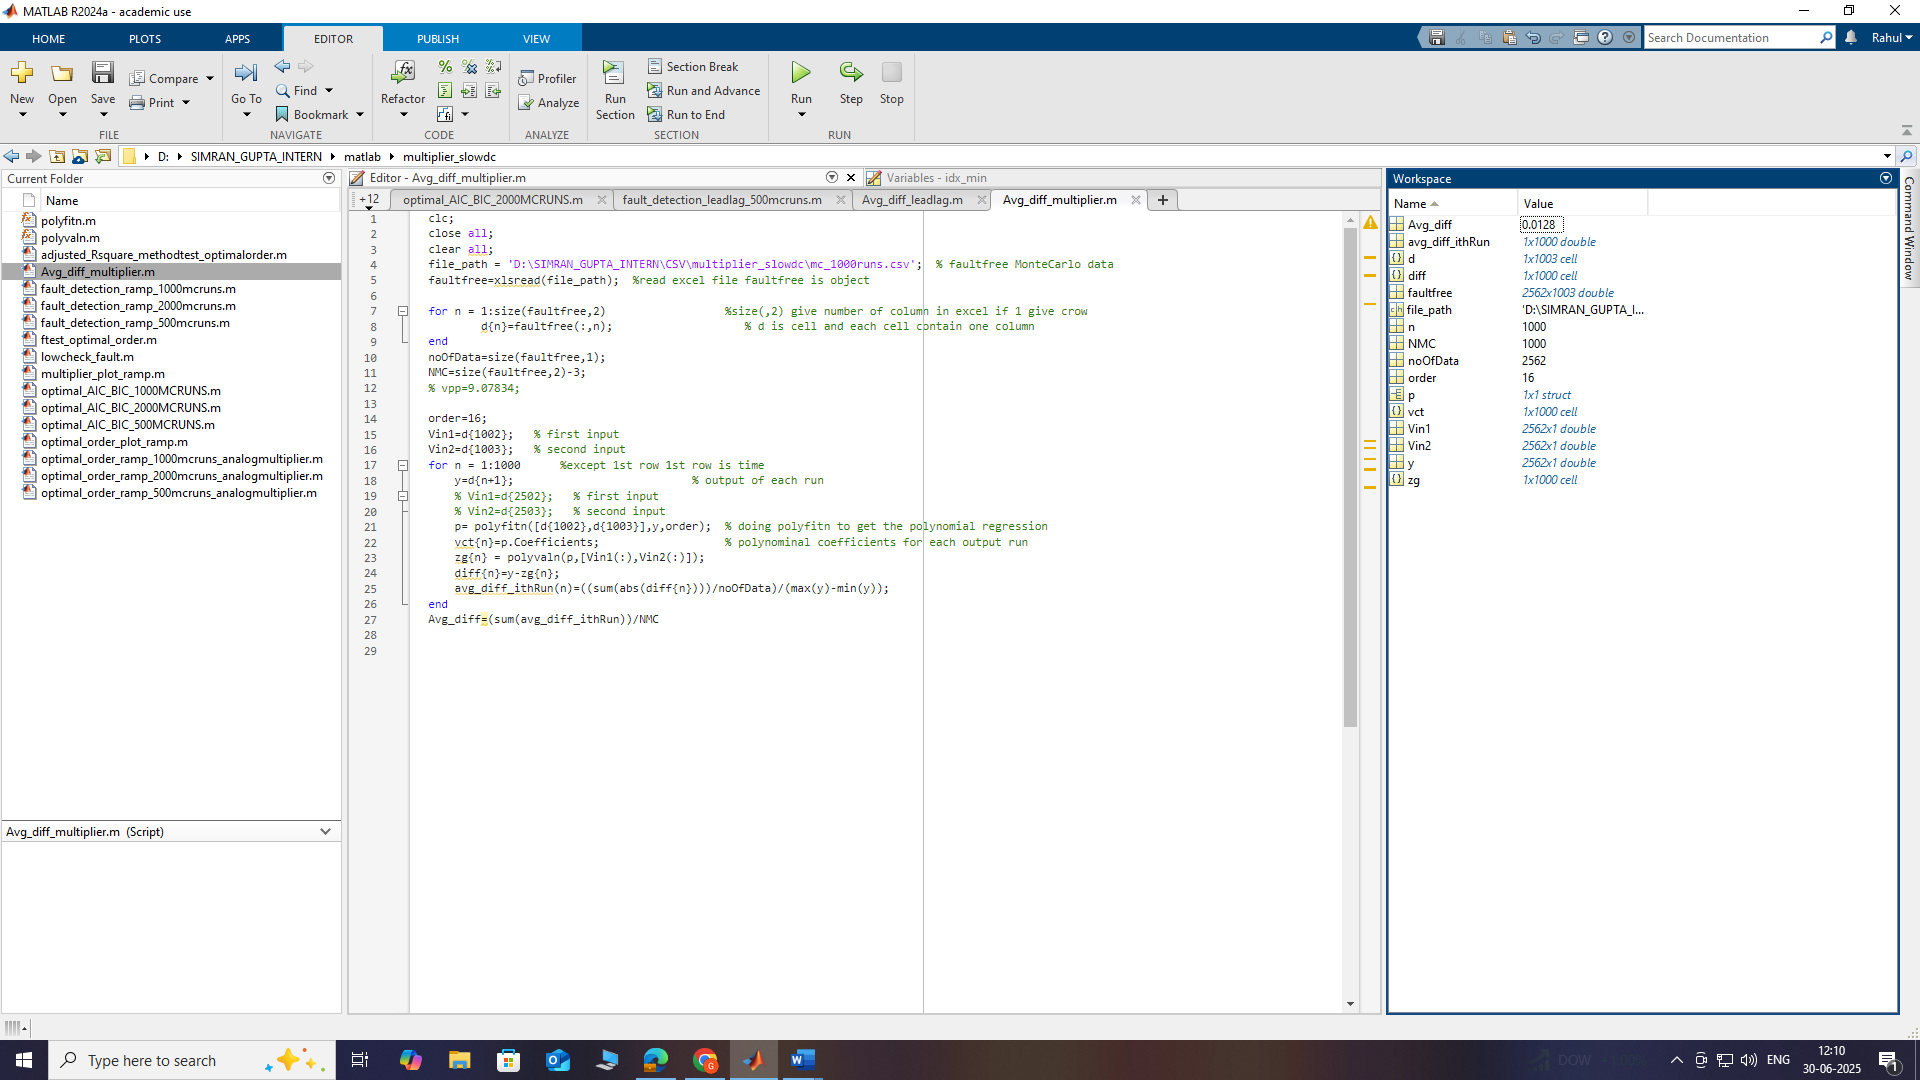 MATLAB R2024a - academic use
HOME PLOTS APPS EDITOR PUBLISH VIEW
Search Documentation
Rahul
New Open Save Compare Print
FILE
Go To Find Bookmark
NAVIGATE
Refactor
CODE
Profiler Analyze
ANALYZE
Run Section Section Break Run and Advance Run to End
SECTION
Run Step Stop
RUN
D: SIMRAN_GUPTA_INTERN matlab multiplier_slowdc
Current Folder
Name
polyfitn.m
polyvaln.m
adjusted_Rsquare_methodtest_optimalorder.m
Avg_diff_multiplier.m
fault_detection_ramp_1000mcruns.m
fault_detection_ramp_2000mcruns.m
fault_detection_ramp_500mcruns.m
ftest_optimal_order.m
lowcheck_fault.m
multiplier_plot_ramp.m
optimal_AIC_BIC_1000MCRUNS.m
optimal_AIC_BIC_2000MCRUNS.m
optimal_AIC_BIC_500MCRUNS.m
optimal_order_plot_ramp.m
optimal_order_ramp_1000mcruns_analogmultiplier.m
optimal_order_ramp_2000mcruns_analogmultiplier.m
optimal_order_ramp_500mcruns_analogmultiplier.m
Avg_diff_multiplier.m (Script)
Editor - Avg_diff_multiplier.m
Variables - idx_min
+12 optimal_AIC_BIC_2000MCRUNS.m fault_detection_leadlag_500mcruns.m Avg_diff_leadlag.m Avg_diff_multiplier.m
1 clc;
2 close all;
3 clear all;
4 file_path = 'D:\SIMRAN_GUPTA_INTERN\CSV\multiplier_slowdc\mc_1000runs.csv'; % faultfree MonteCarlo data
5 faultfree=xlsread(file_path); %read excel file faultfree is object
6
7 for n = 1:size(faultfree,2) %size(,2) give number of column in excel if 1 give crow
8 d{n}=faultfree(:,n); % d is cell and each cell contain one column
9 end
10 noOfData=size(faultfree,1);
11 NMC=size(faultfree,2)-3;
12 % vpp=9.07834;
13
14 order=16;
15 Vin1=d{1002}; % first input
16 Vin2=d{1003}; % second input
17 for n = 1:1000 %except 1st row 1st row is time
18 y=d{n+1}; % output of each run
19 % Vin1=d{2502}; % first input
20 % Vin2=d{2503}; % second input
21 p= polyfitn([d{1002},d{1003}],y,order); % doing polyfitn to get the polynomial regression
22 vct{n}=p.Coefficients; % polynominal coefficients for each output run
23 zg{n} = polyvaln(p,[Vin1(:),Vin2(:)]);
24 diff{n}=y-zg{n};
25 avg_diff_ithRun(n)=((sum(abs(diff{n})))/noOfData)/(max(y)-min(y));
26 end
27 Avg_diff=(sum(avg_diff_ithRun))/NMC
28
29
Workspace
Name Value
Avg_diff 0.0128
avg_diff_ithRun 1x1000 double
d 1x1003 cell
diff 1x1000 cell
faultfree 2562x1003 double
file_path 'D:\SIMRAN_GUPTA_I...
n 1000
NMC 1000
noOfData 2562
order 16
p 1x1 struct
vct 1x1000 cell
Vin1 2562x1 double
Vin2 2562x1 double
y 2562x1 double
zg 1x1000 cell
Command Window
Type here to search
DOW
ENG
12:10
30-06-2025
1